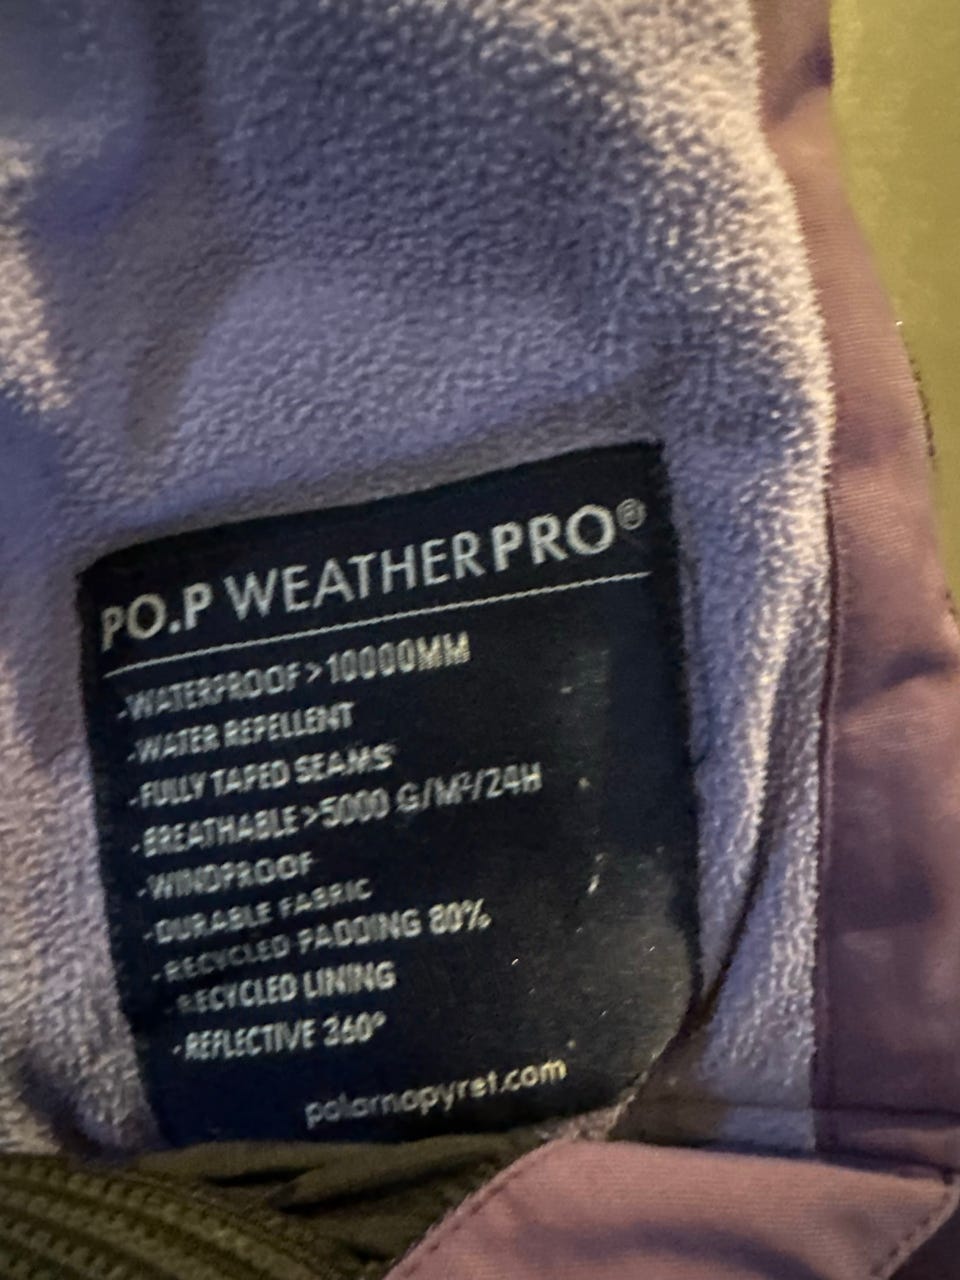 PO.P WEATHERPRO®
-WATERPROOF >10000MM
-WATER REPELLENT
-FULLY TAPED SEAMS
-BREATHABLE >5000 G/M²/24H
-WINDPROOF
-DURABLE FABRIC
-RECYCLED PADDING 80%
-RECYCLED LINING
-REFLECTIVE 360°
polarnopyret.com